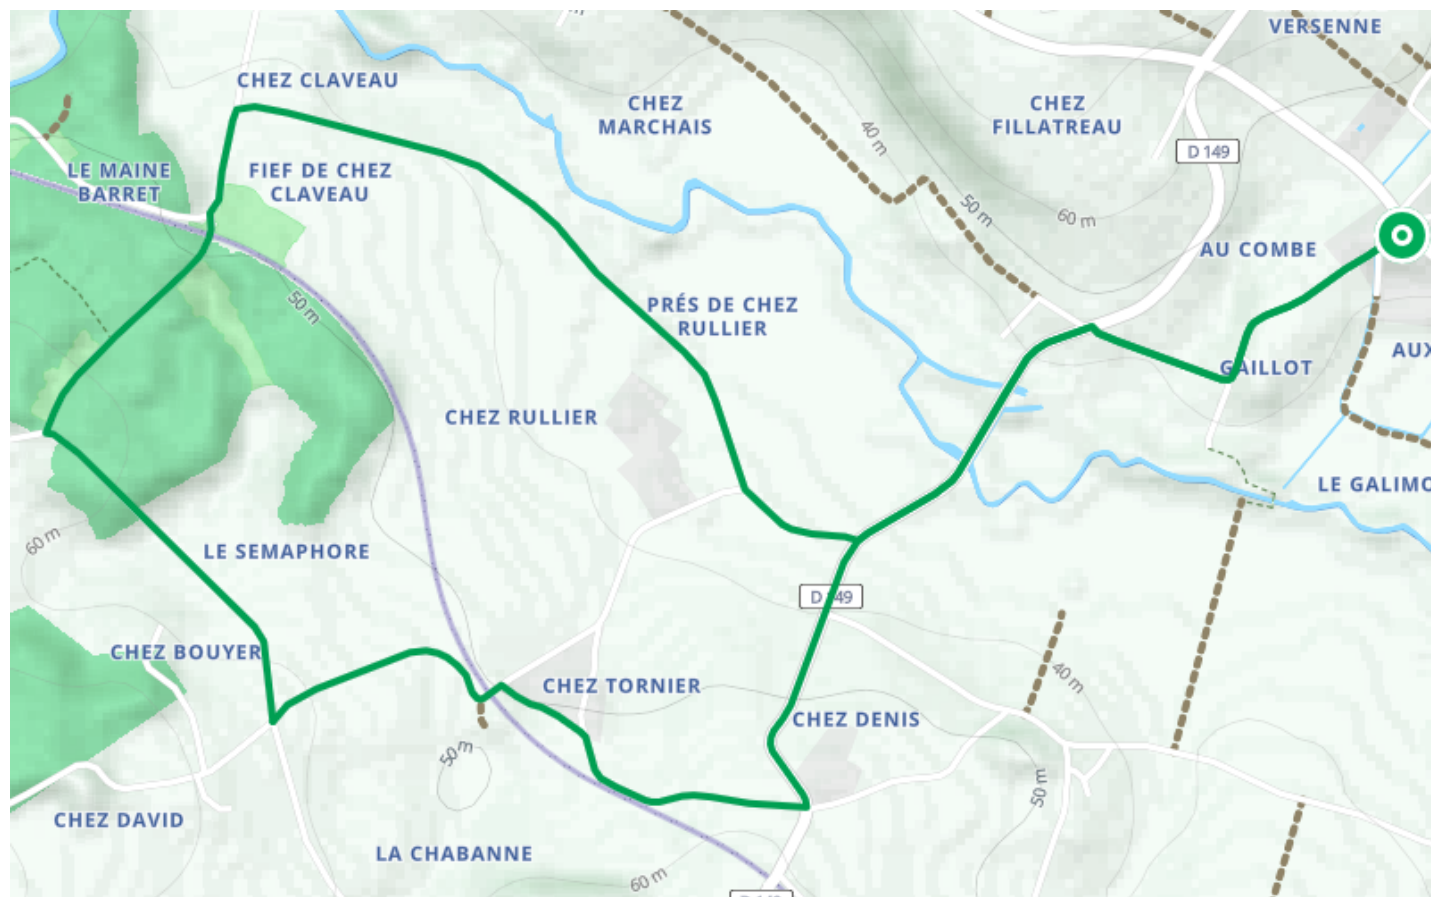 VERSENNE
CHEZ CLAVEAU
CHEZ
MARCHAIS
CHEZ
FILLATREAU
40 m
D 149
LE MAINE
BARRET
FIEF DE CHEZ
CLAVEAU
50 m
60 m
AU COMBE
50 m
PRÉS DE CHEZ
RULLIER
AUX
GAILLOT
CHEZ RULLIER
LE GALIMO
60 m
LE SEMAPHORE
D 149
CHEZ BOUYER
40 m
CHEZ TORNIER
CHEZ DENIS
50 m
50 m
CHEZ DAVID
LA CHABANNE
60 m